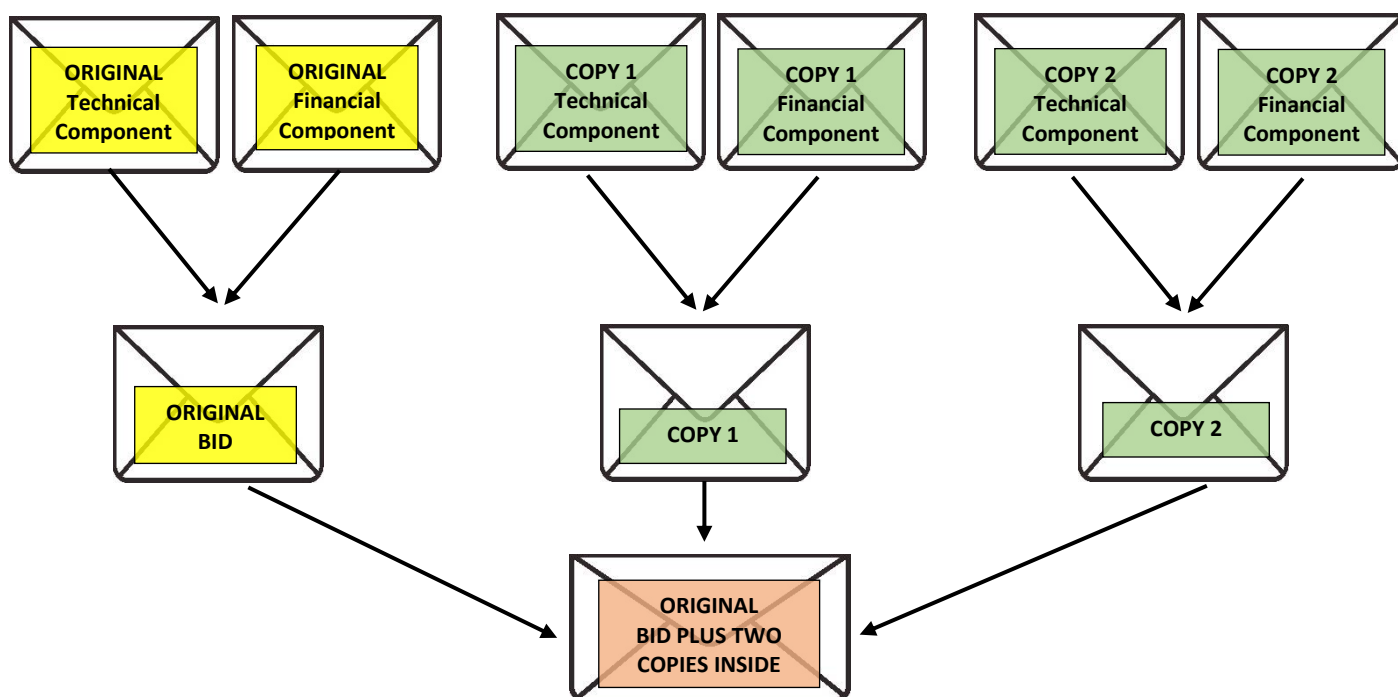 ORIGINAL
Technical
Component
ORIGINAL
Financial
Component
COPY 1
Technical
Component
COPY 1
Financial
Component
COPY 2
Technical
Component
COPY 2
Financial
Component
ORIGINAL
BID
COPY 1
COPY 2
ORIGINAL
BID PLUS TWO
COPIES INSIDE